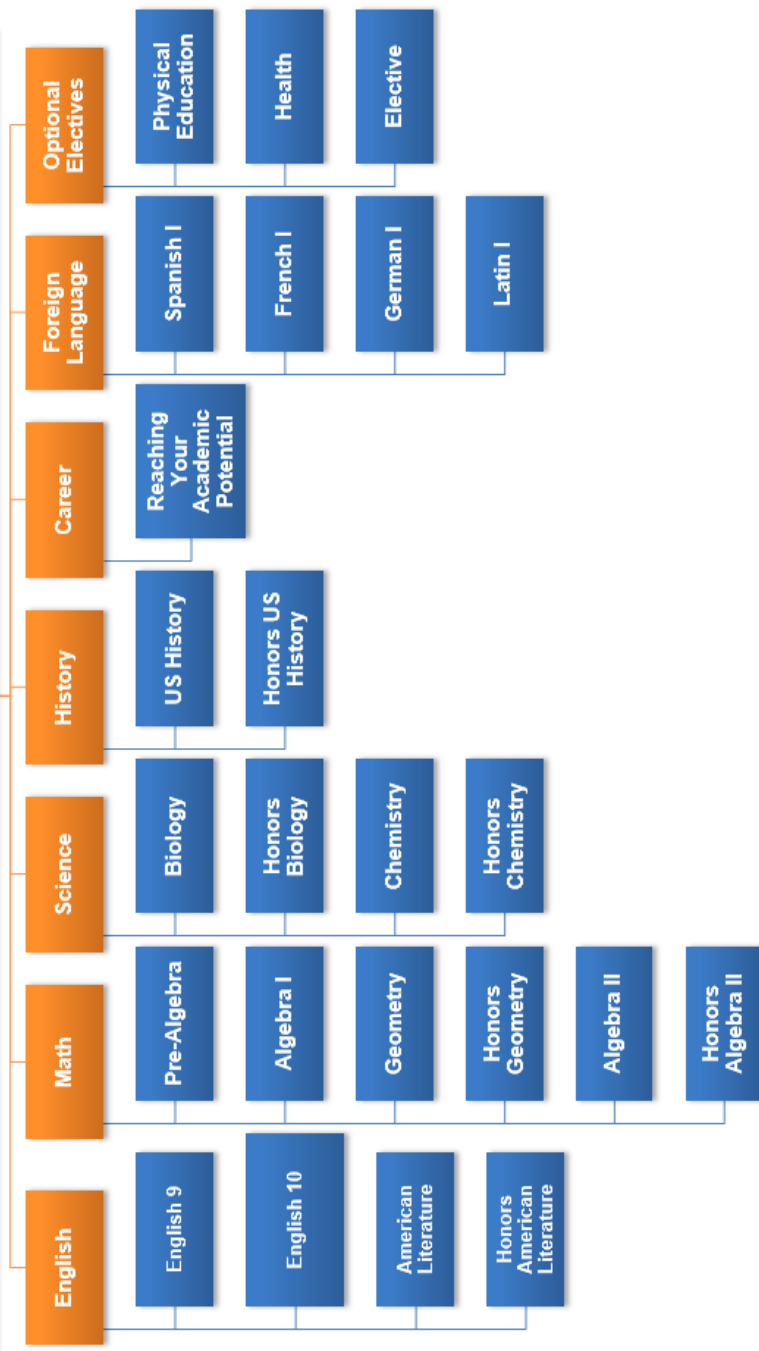 English
English 9
English 10
American
Literature
Honors
American
Literature
Math
Pre-Algebra
Algebra I
Geometry
Honors
Geometry
Algebra II
Honors
Algebra II
Science
Biology
Honors
Biology
Chemistry
Honors
Chemistry
History
US History
Honors US
History
Career
Reaching
Your
Academic
Potential
Foreign
Language
Spanish I
French I
German I
Latin I
Optional
Electives
Physical
Education
Health
Elective